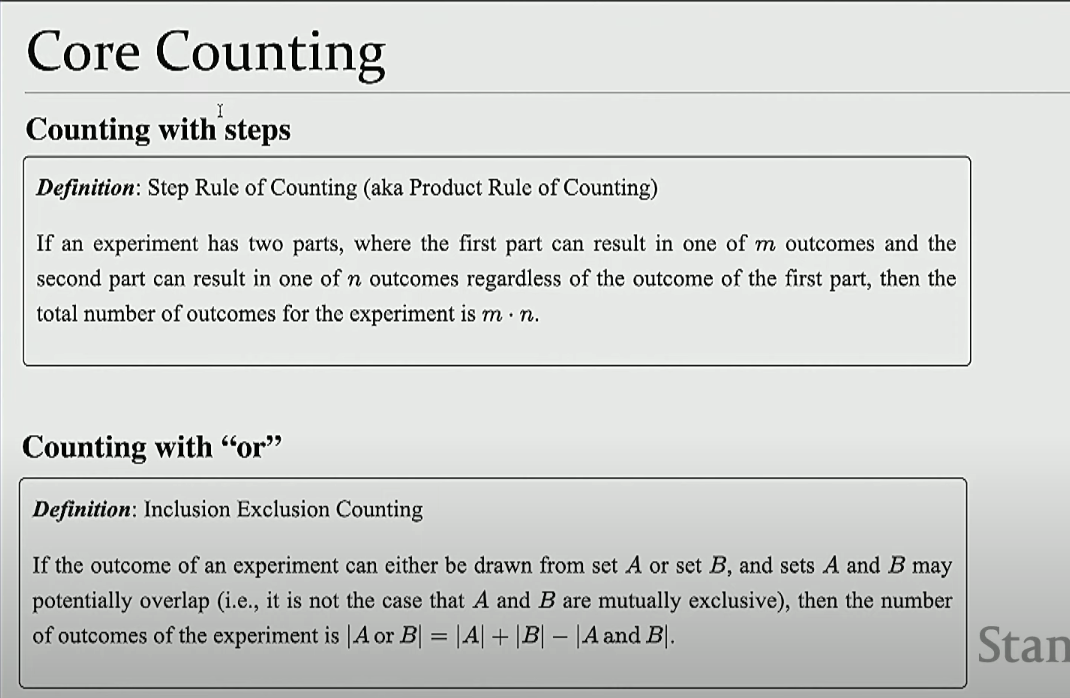 Core Counting
Counting with steps
Definition: Step Rule of Counting (aka Product Rule of Counting)
If an experiment has two parts, where the first part can result in one of m outcomes and the
second part can result in one of n outcomes regardless of the outcome of the first part, then the
total number of outcomes for the experiment is m · n.
Counting with “or”
Definition: Inclusion Exclusion Counting
If the outcome of an experiment can either be drawn from set A or set B, and sets A and B may
potentially overlap (i.e., it is not the case that A and B are mutually exclusive), then the number
of outcomes of the experiment is |A or B| = |A| + |B| − |A and B|.
Stan